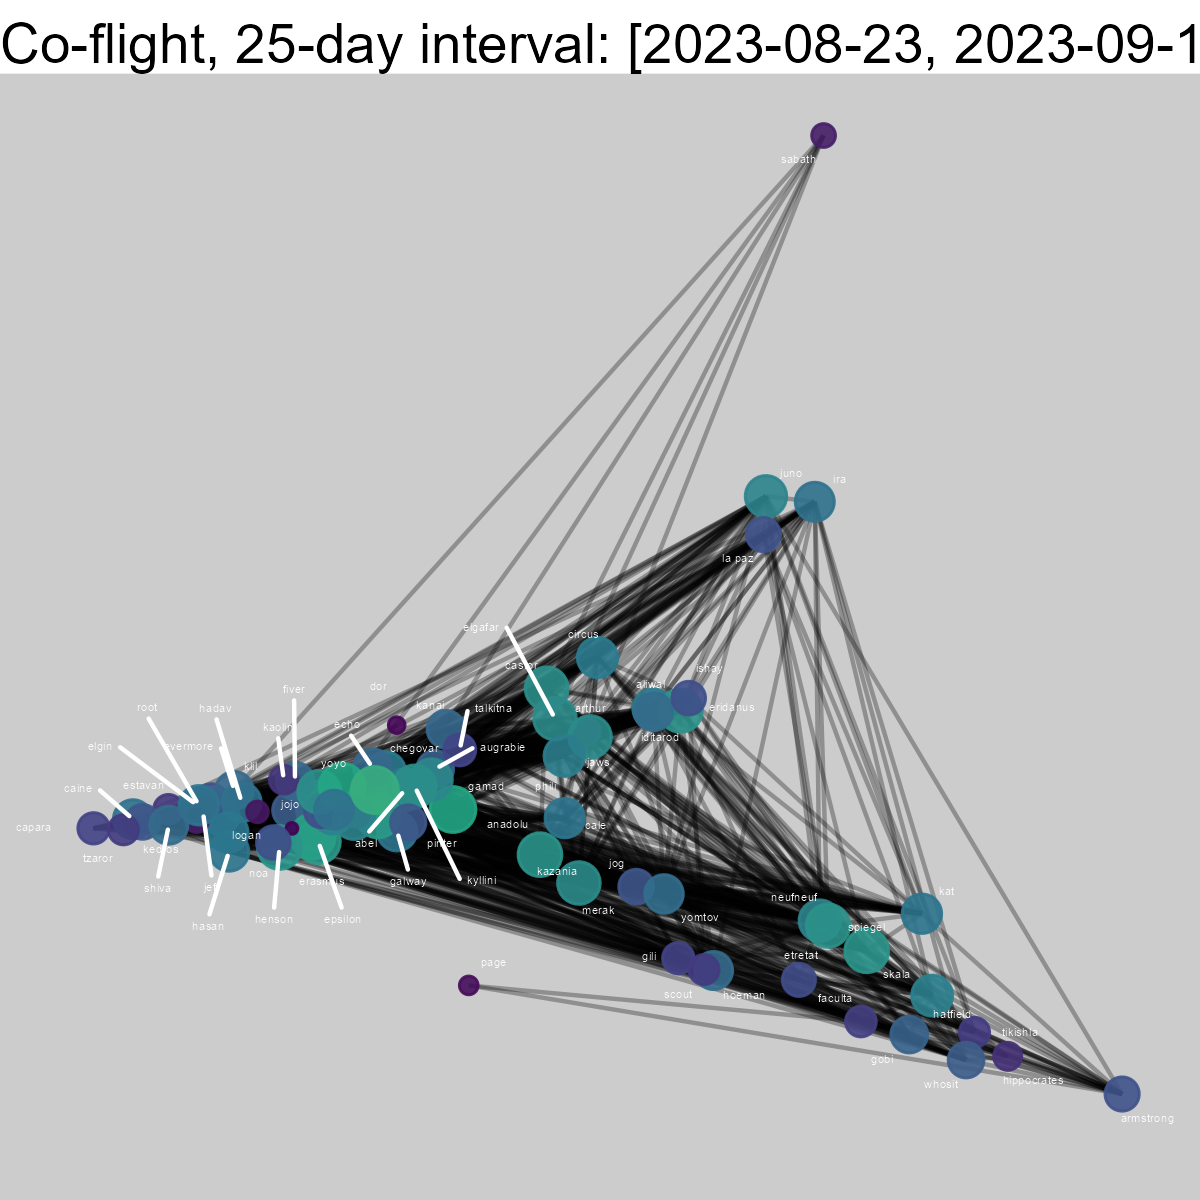 Co-flight, 25-day interval: [2023-08-23, 2023-09-1
sabath
juno
ira
la paz
elgafar
circus
castor
ishay
aliwal
dor
fiver
kanai
talkitna
arthur
eridanus
root
hadav
kaolin
echo
iditarod
elgin
evermore
chegovar
augrabie
klil
yoyo
jaws
caine
estavan
phili
gamad
jojo
capara
anadolu
cale
logan
abel
pinter
kedros
tzaror
jog
noa
kazania
shiva
jet
erasmus
galway
kyllini
kat
neufneuf
merak
yomtov
hasan
henson
epsilon
spiegel
gili
etretat
page
skala
scout
hoeman
faculta
hatfield
tikishla
gobi
whosit
hippocrates
armstrong